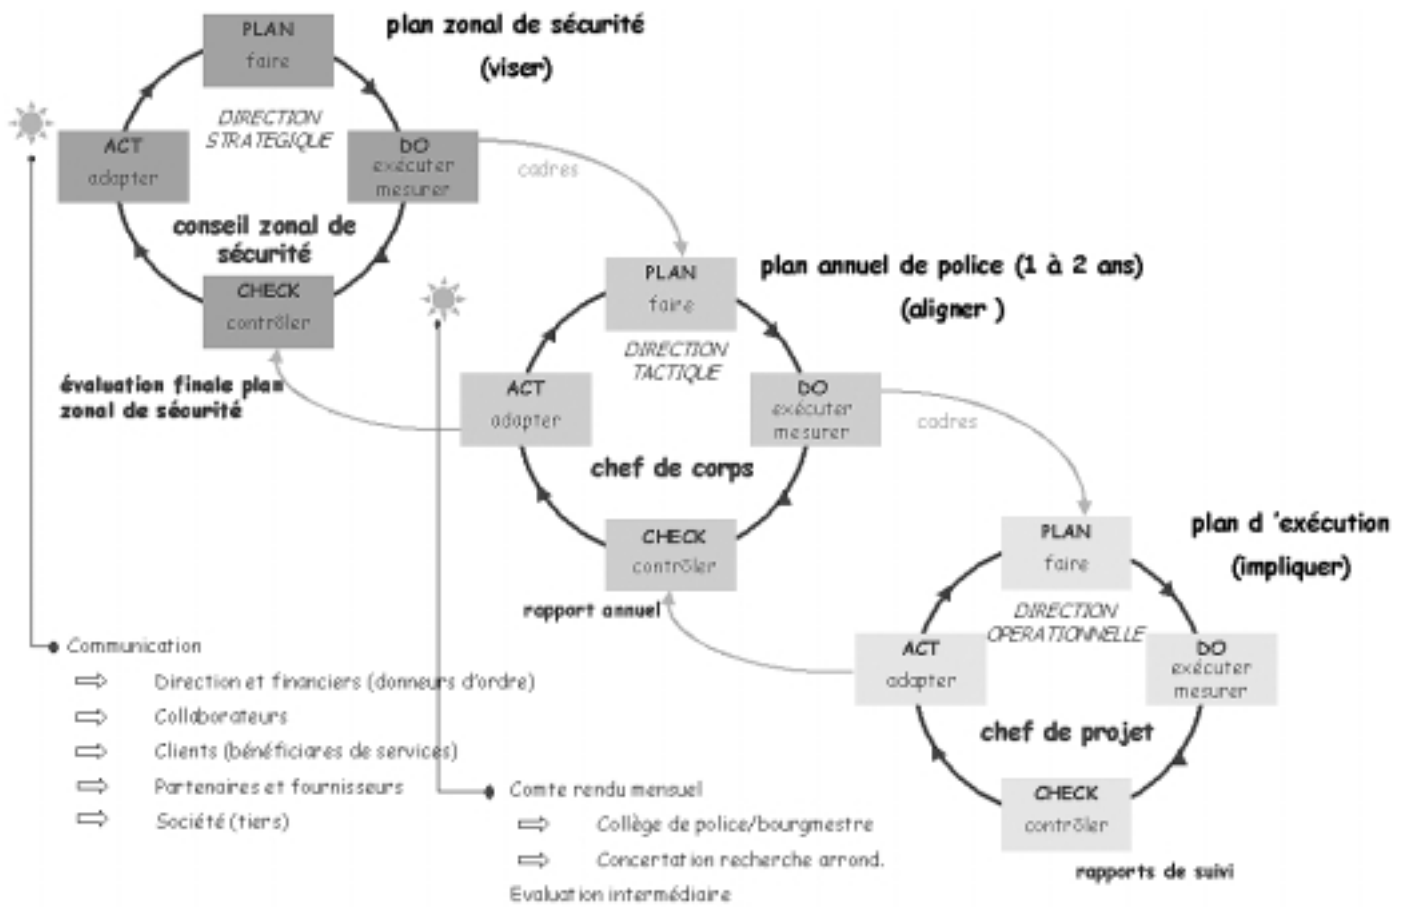 plan zonal de sécurité
(viser)
PLAN
faire
DIRECTION
STRATEGIQUE
ACT
adapter
DO
exécuter
mesurer
cadres
conseil zonal de
sécurité
CHECK
contrôler
évaluation finale plan
zonal de sécurité
plan annuel de police (1 à 2 ans)
(aligner )
PLAN
faire
DIRECTION
TACTIQUE
ACT
adapter
DO
exécuter
mesurer
cadres
chef de corps
CHECK
contrôler
rapport annuel
plan d 'exécution
(impliquer)
PLAN
faire
DIRECTION
OPERATIONNELLE
ACT
adapter
DO
exécuter
mesurer
chef de projet
CHECK
contrôler
rapports de suivi
Communication
Direction et financiers (donneurs d'ordre)
Collaborateurs
Clients (bénéficiares de services)
Partenaires et fournisseurs
Société (tiers)
Comte rendu mensuel
Collège de police/bourgmestre
Concertation recherche arrond.
Evaluation intermédiaire